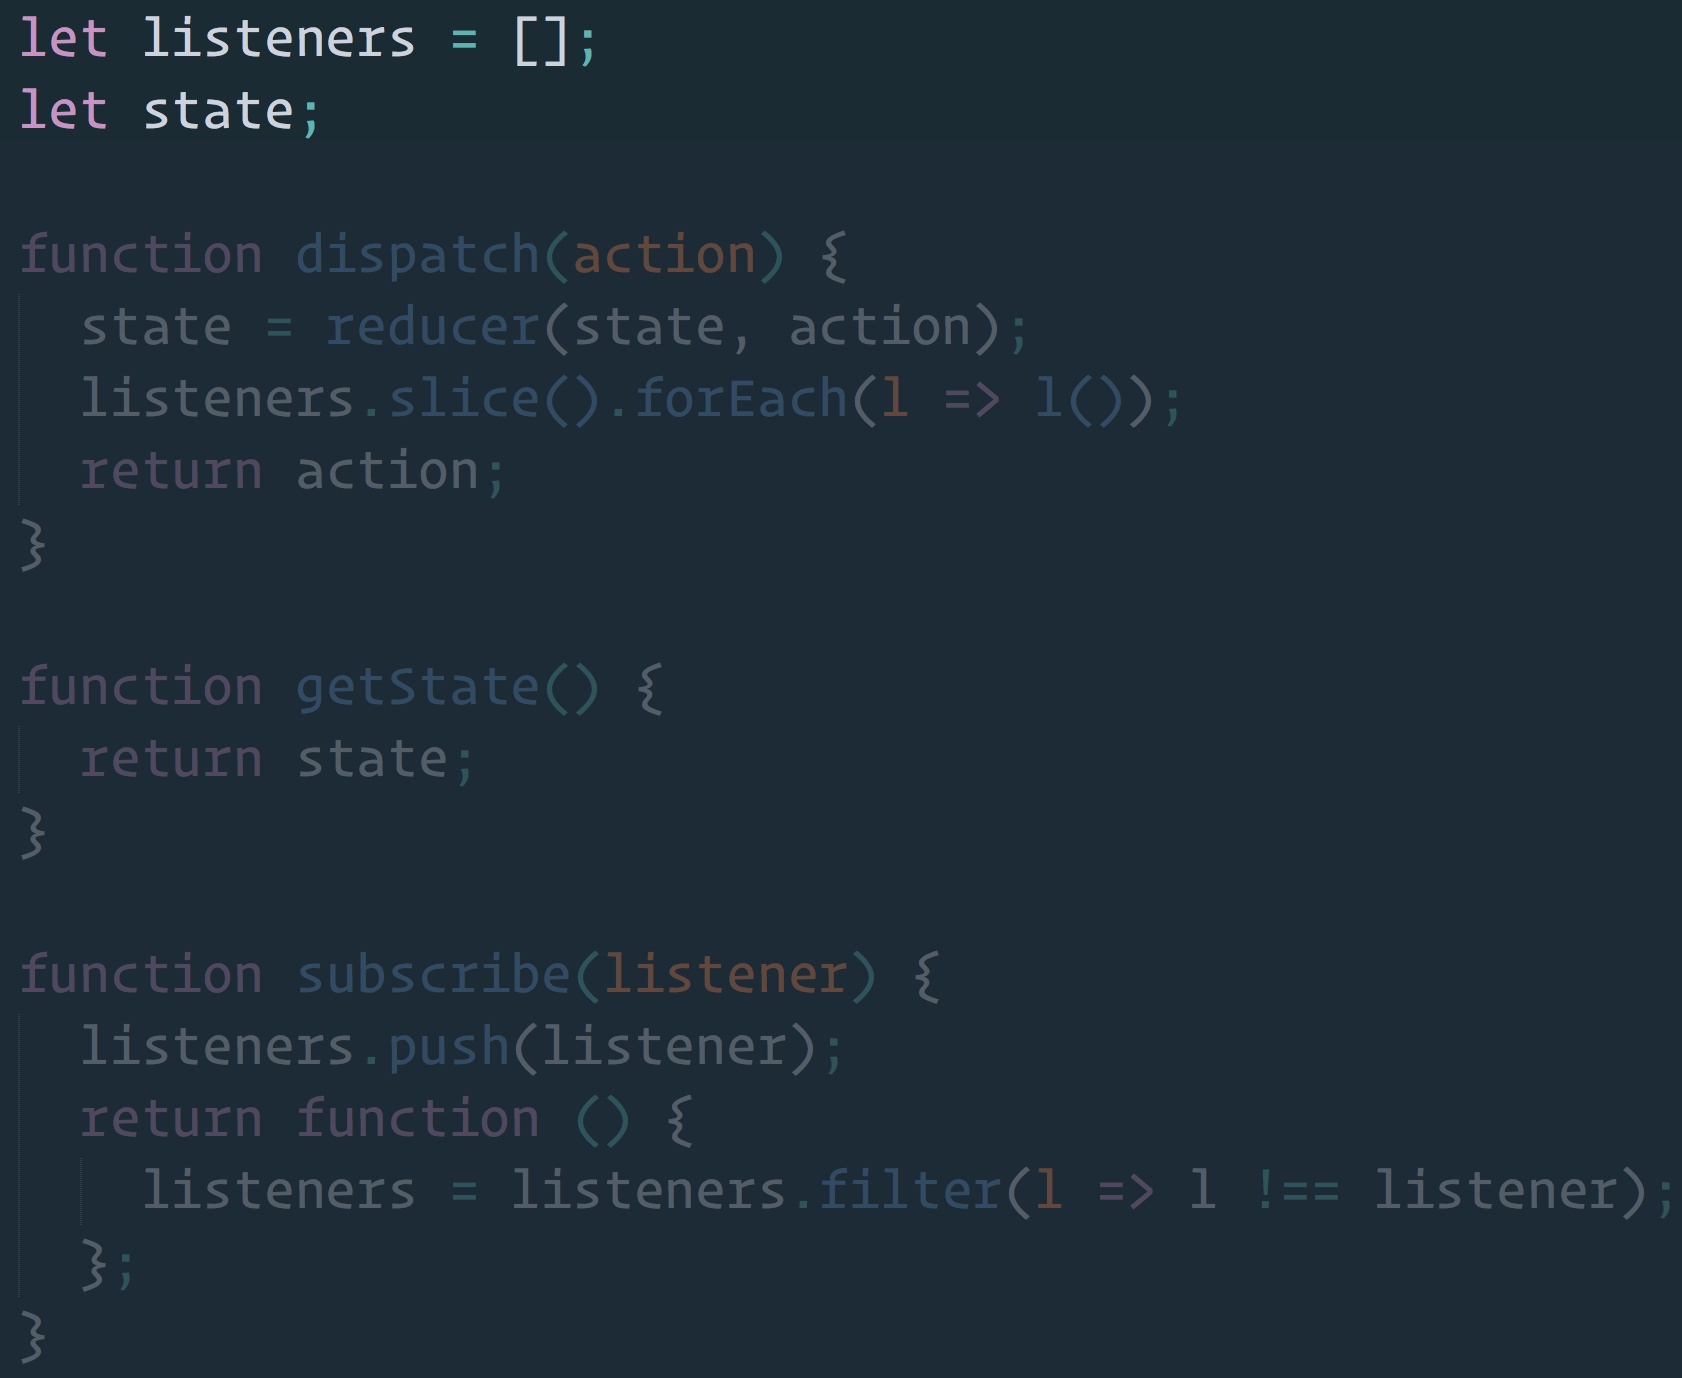 let listeners = [];
let state;
function dispatch(action) {
  state = reducer(state, action);
  listeners.slice().forEach(l => l());
  return action;
}
function getState() {
  return state;
}
function subscribe(listener) {
  listeners.push(listener);
  return function () {
    listeners = listeners.filter(l => l !== listener);
  };
}